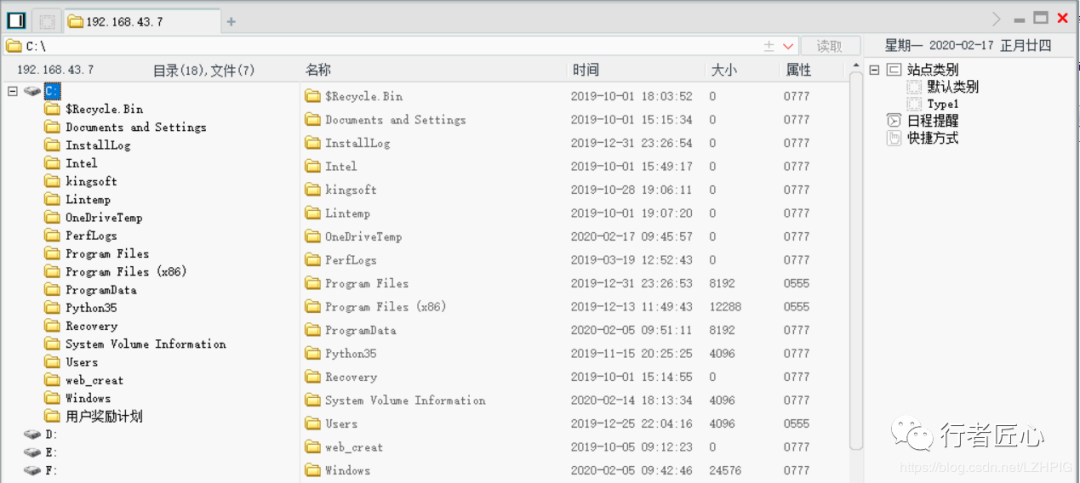 192.168.43.7
C:\
读取
星期一 2020-02-17 正月廿四
192.168.43.7 目录(18),文件(7)
名称 时间 大小 属性
C:
$Recycle.Bin
Documents and Settings
InstallLog
Intel
kingsoft
Lintemp
OneDriveTemp
PerfLogs
Program Files
Program Files (x86)
ProgramData
Python35
Recovery
System Volume Information
Users
web_creat
Windows
用户奖励计划
D:
E:
F:
$Recycle.Bin 2019-10-01 18:03:52 0 0777
Documents and Settings 2019-10-01 15:15:34 0 0777
InstallLog 2019-12-31 23:26:54 0 0777
Intel 2019-10-01 15:49:17 0 0777
kingsoft 2019-10-28 19:06:11 0 0777
Lintemp 2019-10-01 19:07:20 0 0777
OneDriveTemp 2020-02-17 09:45:57 0 0777
PerfLogs 2019-03-19 12:52:43 0 0777
Program Files 2019-12-31 23:26:53 8192 0555
Program Files (x86) 2019-12-13 11:49:43 12288 0555
ProgramData 2020-02-05 09:51:11 8192 0777
Python35 2019-11-15 20:25:25 4096 0777
Recovery 2019-10-01 15:14:55 0 0777
System Volume Information 2020-02-14 18:13:34 4096 0777
Users 2019-12-25 22:04:16 4096 0555
web_creat 2019-10-05 09:12:23 0 0777
Windows 2020-02-05 09:42:46 24576 0777
站点类别
默认类别
Type1
日程提醒
快捷方式
行者匠心
https://blog.csdn.net/LZHPIG